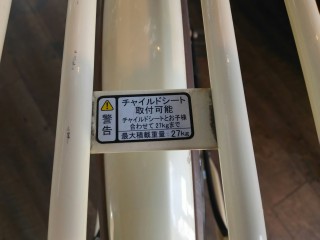 警告
チャイルドシート
取付可能
チャイルドシートとお子様
合わせて27kgまで
最大積載重量:27kg